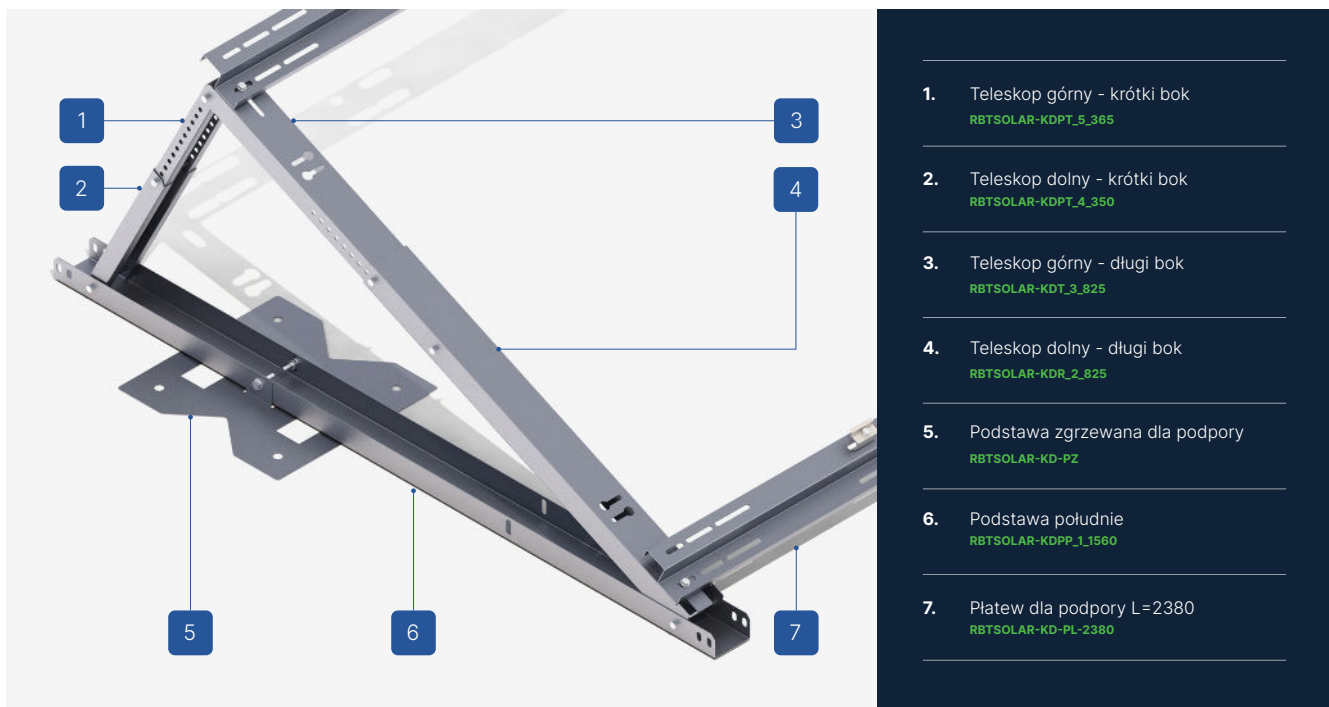 1
2
3
4
5
6
7
1. Teleskop górny - krótki bok
RBTSOLAR-KDPT_5_365
2. Teleskop dolny - krótki bok
RBTSOLAR-KDPT_4_350
3. Teleskop górny - długi bok
RBTSOLAR-KDT_3_825
4. Teleskop dolny - długi bok
RBTSOLAR-KDR_2_825
5. Podstawa zgrzewana dla podpory
RBTSOLAR-KD-PZ
6. Podstawa południe
RBTSOLAR-KDPP_1_1560
7. Płatew dla podpory L=2380
RBTSOLAR-KD-PL-2380